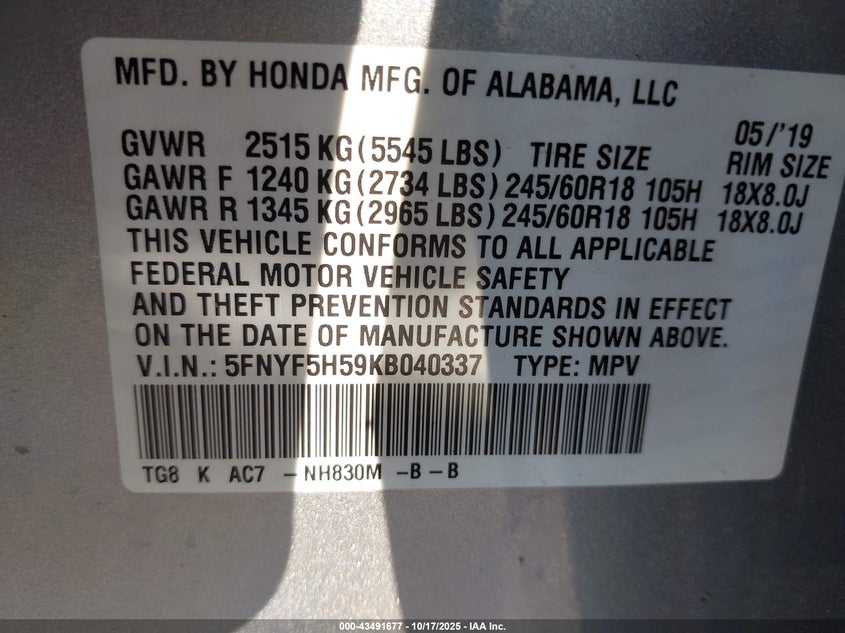 MFD. BY HONDA MFG. OF ALABAMA, LLC
05/'19
GVWR 2515 KG(5545 LBS) TIRE SIZE RIM SIZE
GAWR F 1240 KG(2734 LBS) 245/60R18 105H 18X8.0J
GAWR R 1345 KG(2965 LBS) 245/60R18 105H 18X8.0J
THIS VEHICLE CONFORMS TO ALL APPLICABLE
FEDERAL MOTOR VEHICLE SAFETY
AND THEFT PREVENTION STANDARDS IN EFFECT
ON THE DATE OF MANUFACTURE SHOWN ABOVE.
V.I.N.: 5FNYF5H59KB040337 TYPE: MPV
TG8 K AC7 – NH830M –B – B
000-43491677 - 10/17/2025 - IAA Inc.